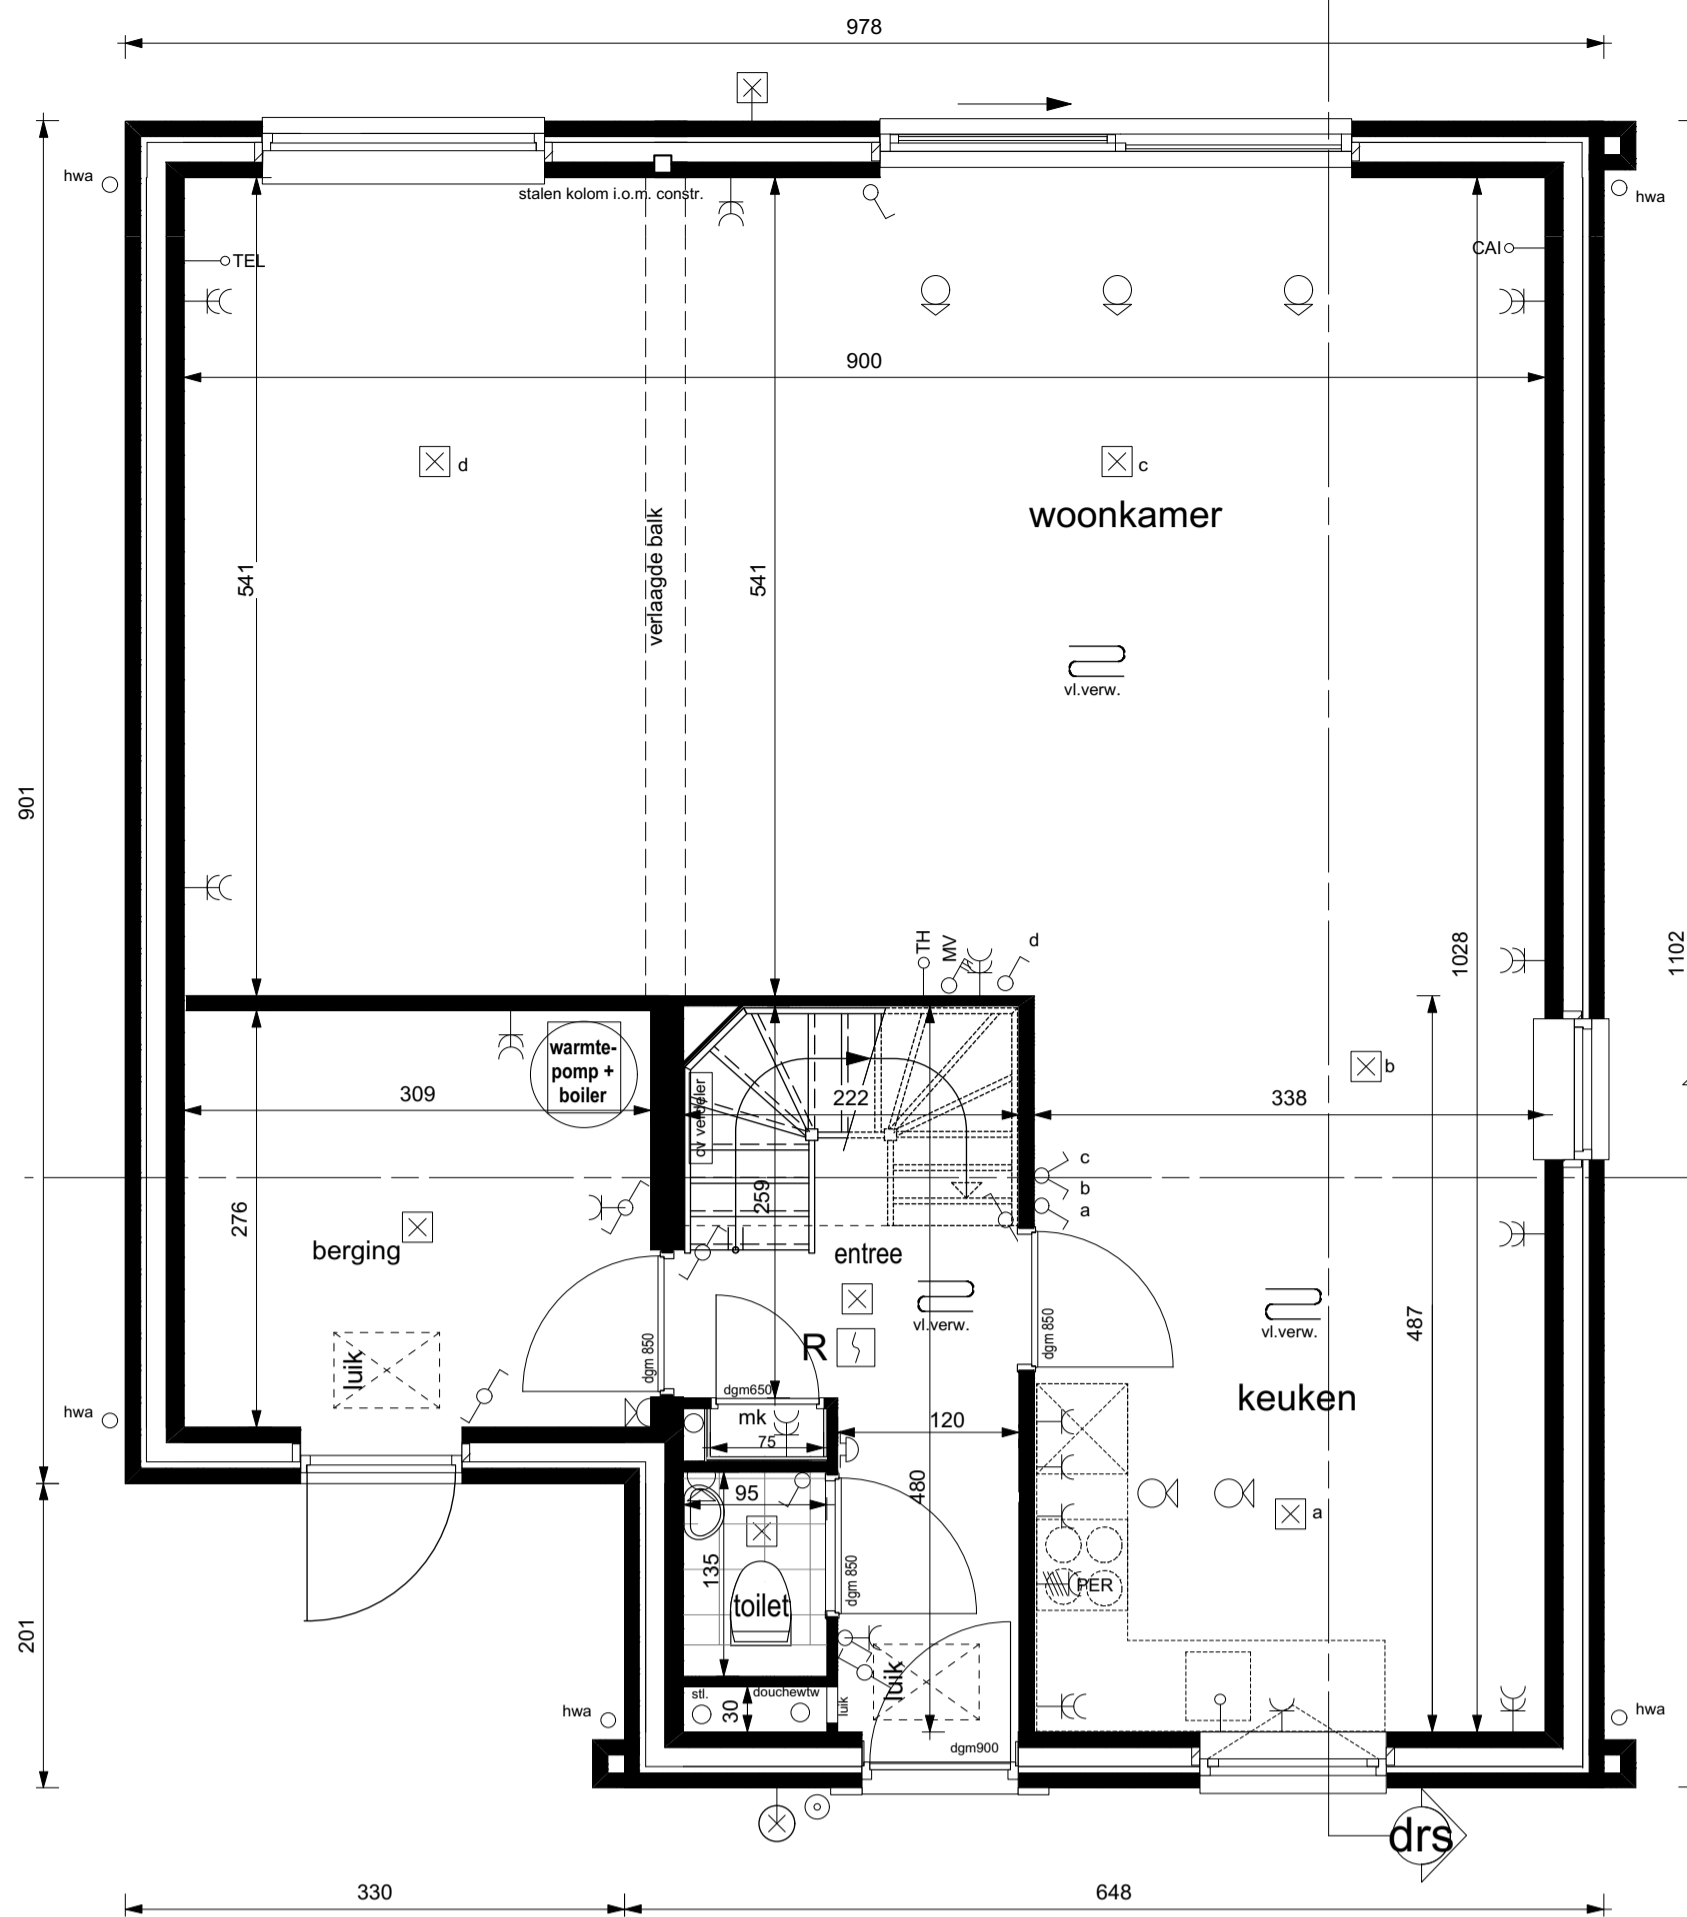 978
hwa
stalen kolom i.o.m. constr.
hwa
TEL
CAI
900
d
c
woonkamer
541
verlaagde balk
541
vl.verw.
901
TH
MV
d
1028
1102
warmte-
pomp +
boiler
309
cv verdeler
222
338
b
c
b
a
276
259
berging
entree
vl.verw.
vl.verw.
487
R
dgm 850
dgm 850
luik
dgm650
keuken
hwa
mk
75
120
480
95
a
135
dgm 850
PER
toilet
201
luik
stl.
douchewtw
30
luik
hwa
hwa
dgm900
drs
330
648